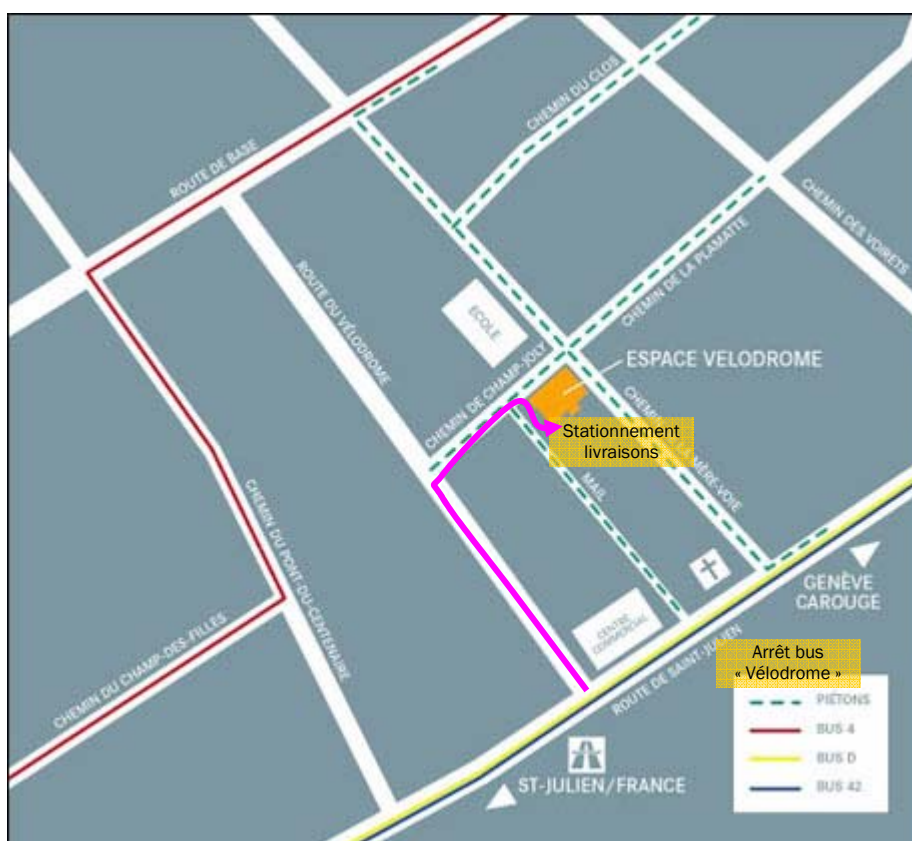 CHEMIN DU CLOS
ROUTE DE BASE
CHEMIN DES VOIRETS
CHEMIN DE LA PLAMATTE
ROUTE DU VÉLODROME
ECOLE
ESPACE VELODROME
CHEMIN DE CHAMP-JOLY
Stationnement
livraisons
MAIL
CHEMIN DU PONT-DU-CENTENAIRE
CHEMIN DU CHAMP-DES-FILLES
CENTRE
COMMERCIAL
GENÈVE
CAROUGE
ROUTE DE SAINT-JULIEN
Arrêt bus
« Vélodrome »
PIÉTONS
BUS 4
BUS D
BUS 42
ST-JULIEN/FRANCE